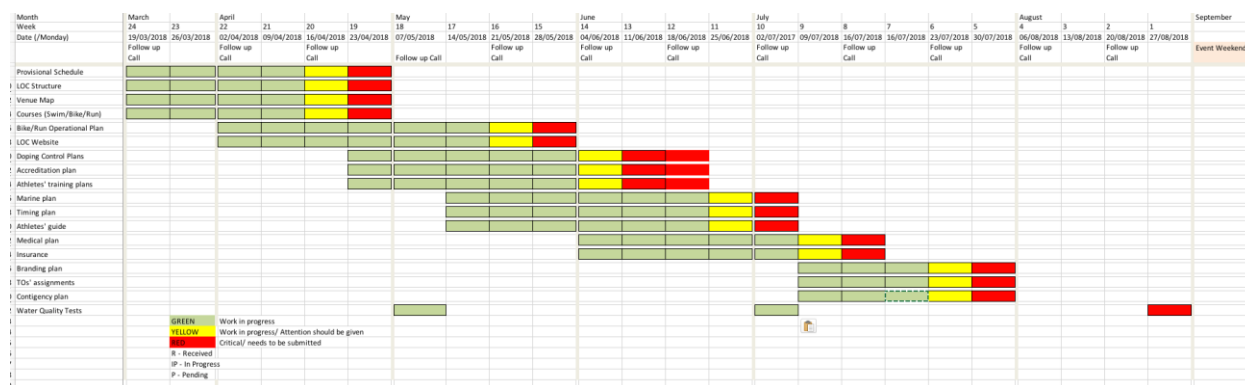 Month March April May June July August September
Week 24 23 22 21 20 19 18 17 16 15 14 13 12 11 10 9 8 7 6 5 4 3 2 1
Date (/Monday) 19/03/2018 26/03/2018 02/04/2018 09/04/2018 16/04/2018 23/04/2018 07/05/2018 14/05/2018 21/05/2018 28/05/2018 04/06/2018 11/06/2018 18/06/2018 25/06/2018 02/07/2017 09/07/2018 16/07/2018 16/07/2018 23/07/2018 30/07/2018 06/08/2018 13/08/2018 20/08/2018 27/08/2018
Follow up Follow up Follow up Follow up Follow up Follow up Follow up Follow up Follow up Follow up Follow up Event Weekend
Call Call Call Follow up Call Call Call Call Call Call Call Call Call
Provisional Schedule
LOC Structure
Venue Map
Courses (Swim/Bike/Run)
Bike/Run Operational Plan
LOC Website
Doping Control Plans
Accreditation plan
Athletes' training plans
Marine plan
Timing plan
Athletes' guide
Medical plan
Insurance
Branding plan
TOs' assignments
Contigency plan
Water Quality Tests
GREEN Work in progress
YELLOW Work in progress/ Attention should be given
RED Critical/ needs to be submitted
R - Received
IP - In Progress
P - Pending